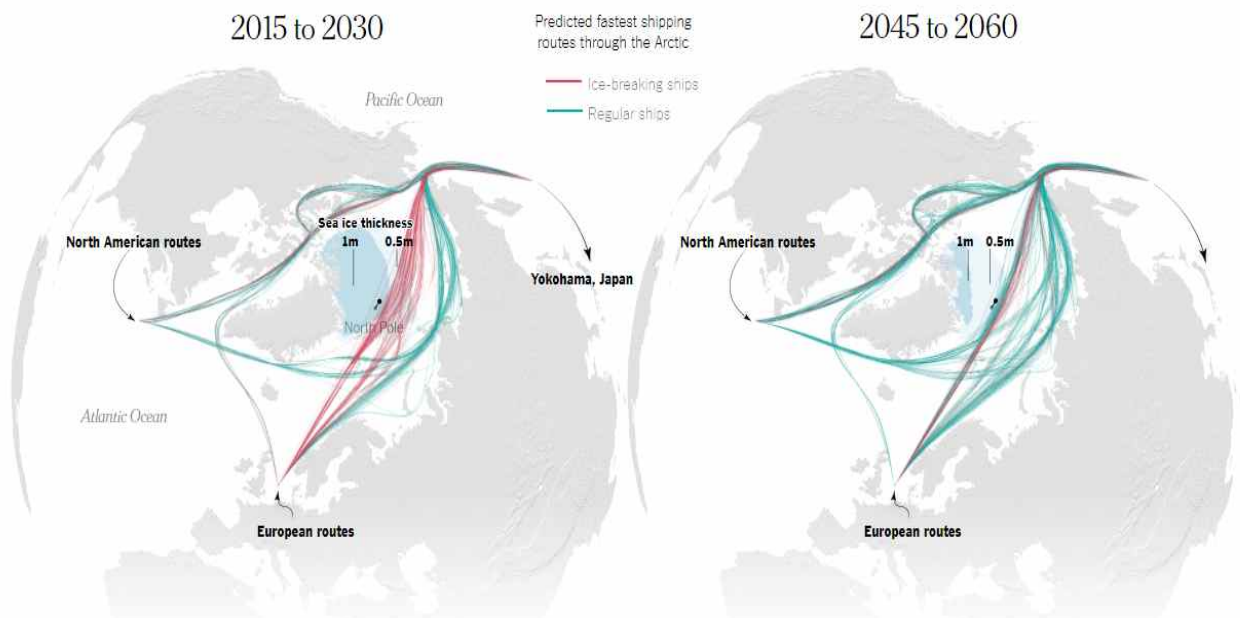 2015 to 2030
Predicted fastest shipping
routes through the Arctic
Ice-breaking ships
Regular ships
2045 to 2060
Pacific Ocean
Sea ice thickness
1m
0.5m
North American routes
Yokohama, Japan
North Pole
Atlantic Ocean
European routes
North American routes
1m
0.5m
European routes